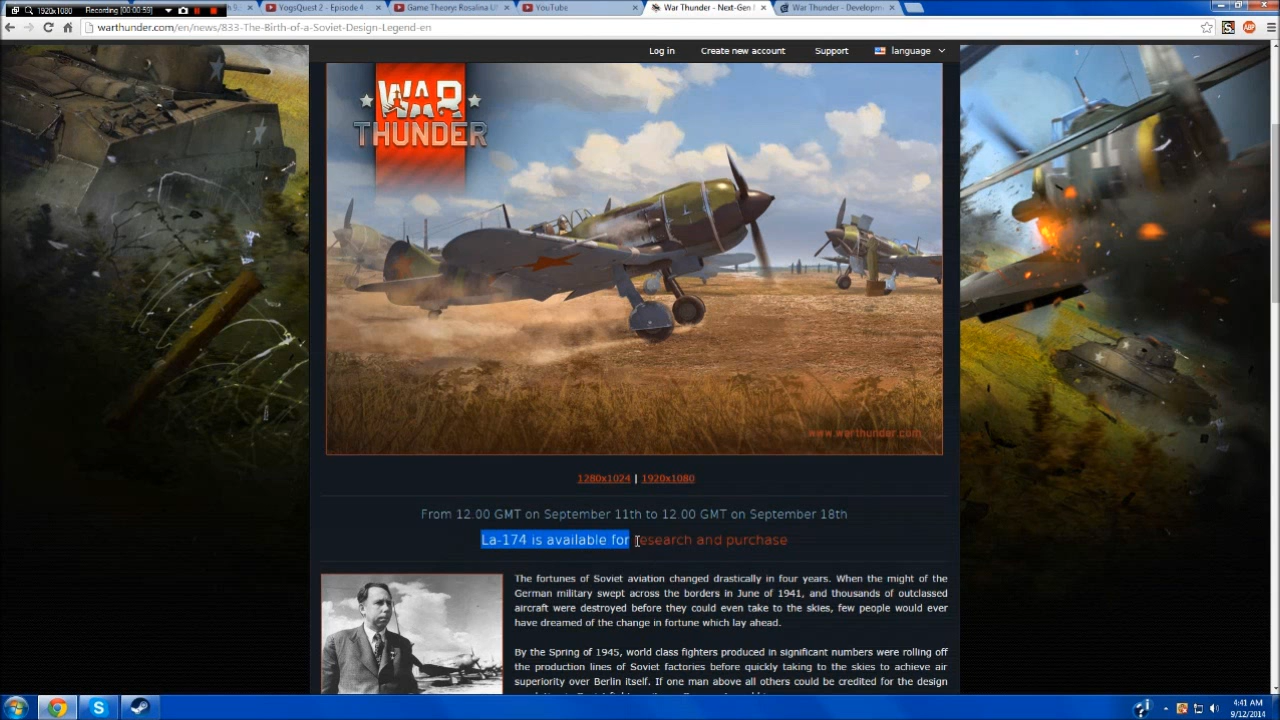 1920x1080 Recording [00:00:59]
YogsQuest 2 - Episode 4
Game Theory: Rosalina U
YouTube
War Thunder - Next-Gen
War Thunder - Developm
warthunder.com/en/news/833-The-Birth-of-a-Soviet-Design-Legend-en
Log in
Create new account
Support
language
WAR
THUNDER
www.warthunder.com
1280x1024 | 1920x1080
From 12.00 GMT on September 11th to 12.00 GMT on September 18th
La-174 is available for research and purchase
The fortunes of Soviet aviation changed drastically in four years. When the might of the
German military swept across the borders in June of 1941, and thousands of outclassed
aircraft were destroyed before they could even take to the skies, few people would ever
have dreamed of the change in fortune which lay ahead.
By the Spring of 1945, world class fighters produced in significant numbers were rolling off
the production lines of Soviet factories before quickly taking to the skies to achieve air
superiority over Berlin itself. If one man above all others could be credited for the design
4:41 AM
9/12/2014